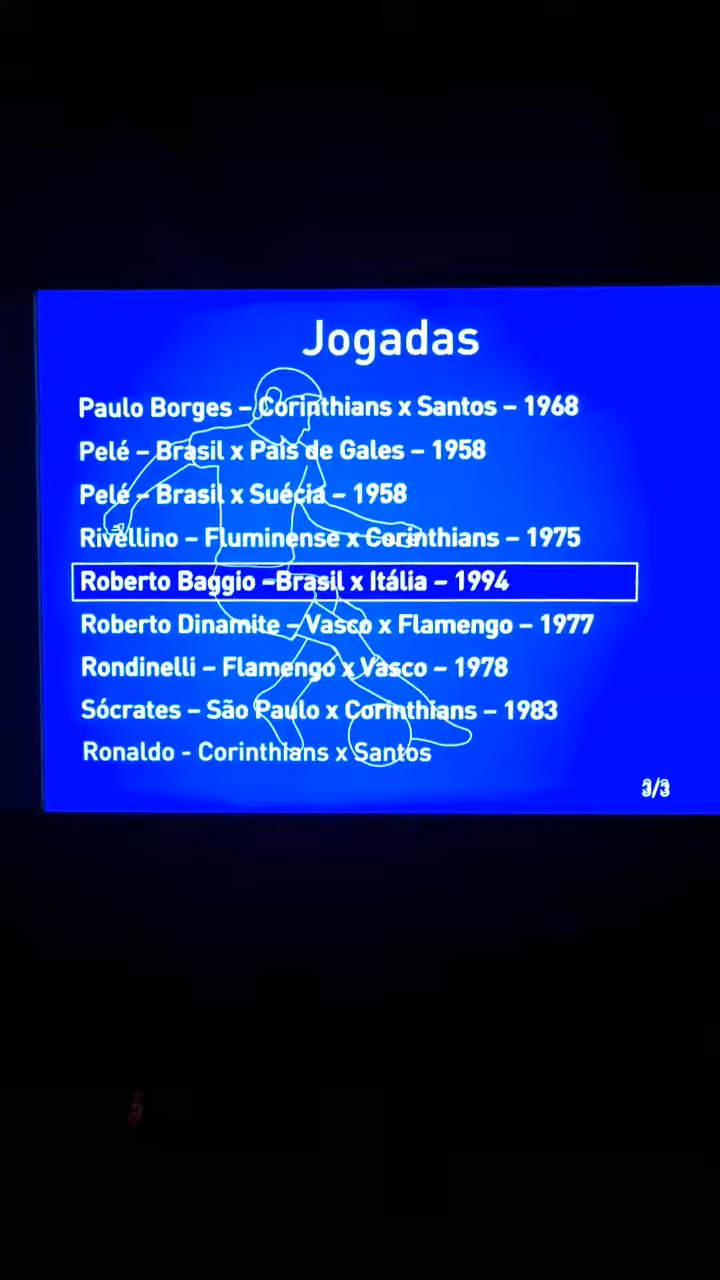 Jogadas
Paulo Borges – Corinthians x Santos – 1968
Pelé – Brasil x País de Gales – 1958
Pelé – Brasil x Suécia – 1958
Rivellino – Fluminense x Corinthians – 1975
Roberto Baggio –Brasil x Itália – 1994
Roberto Dinamite – Vasco x Flamengo – 1977
Rondinelli – Flamengo x Vasco – 1978
Sócrates – São Paulo x Corinthians – 1983
Ronaldo - Corinthians x Santos
3/3